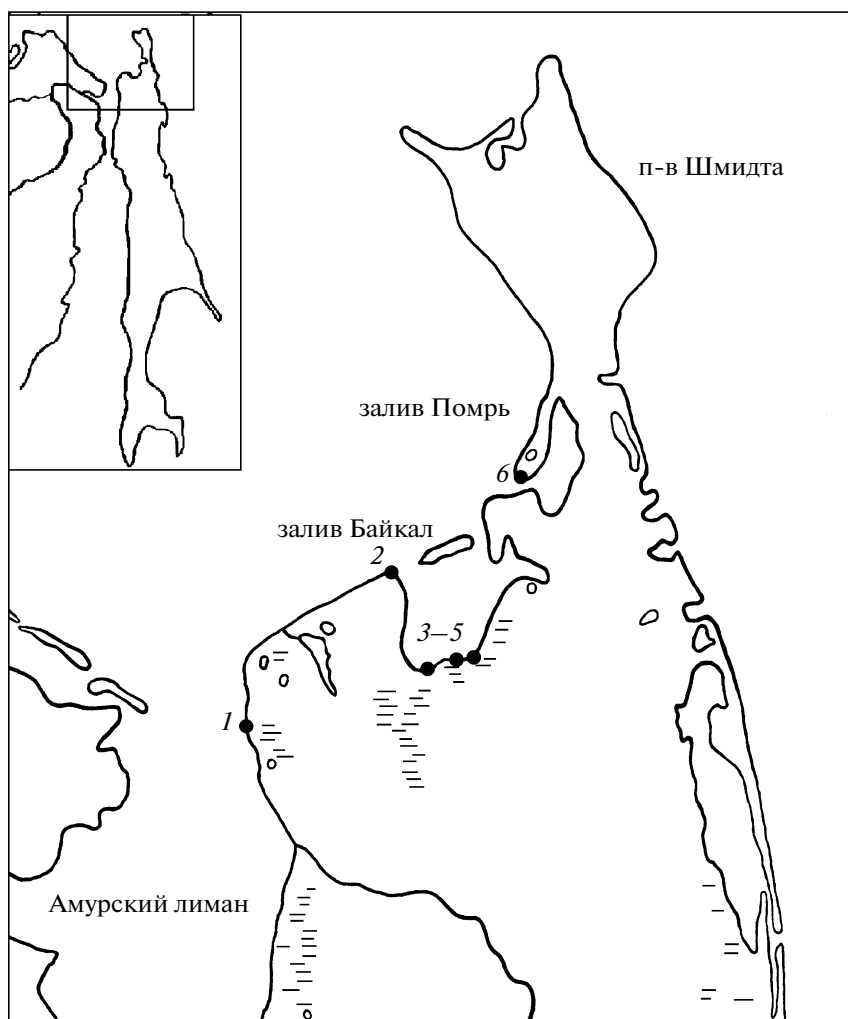 п-в Шмидта
залив Помрь
6
залив Байкал
2
3–5
1
Амурский лиман